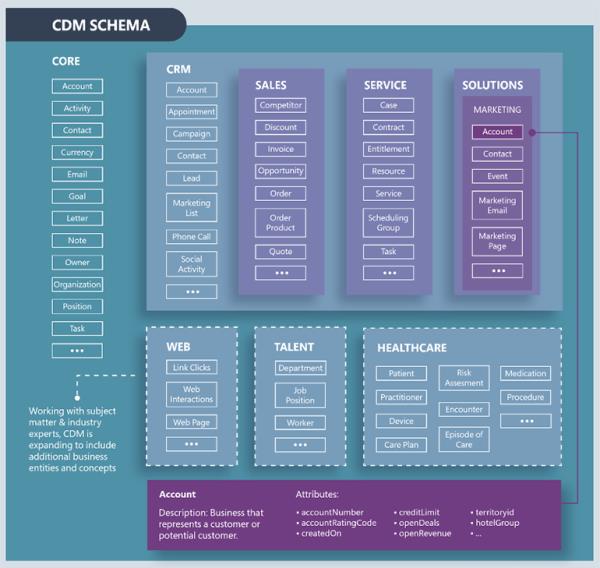 CDM SCHEMA
CORE
Account
Activity
Contact
Currency
Email
Goal
Letter
Note
Owner
Organization
Position
Task
•••
CRM
Account
Appointment
Campaign
Contact
Lead
Marketing
List
Phone Call
Social
Activity
•••
SALES
Competitor
Discount
Invoice
Opportunity
Order
Order
Product
Quote
•••
SERVICE
Case
Contract
Entitlement
Resource
Service
Scheduling
Group
Task
•••
SOLUTIONS
MARKETING
Account
Contact
Event
Marketing
Email
Marketing
Page
•••
WEB
Link Clicks
Web
Interactions
Web Page
•••
TALENT
Department
Job
Position
Worker
•••
HEALTHCARE
Patient
Practitioner
Device
Care Plan
Risk
Assesment
Encounter
Episode of
Care
Medication
Procedure
•••
Working with subject
matter & industry
experts, CDM is
expanding to include
additional business
entities and concepts
Account
Description: Business that
represents a customer or
potential customer.
Attributes:
• accountNumber
• accountRatingCode
• createdOn
• creditLimit
• openDeals
• openRevenue
• territoryid
• hotelGroup
• ...